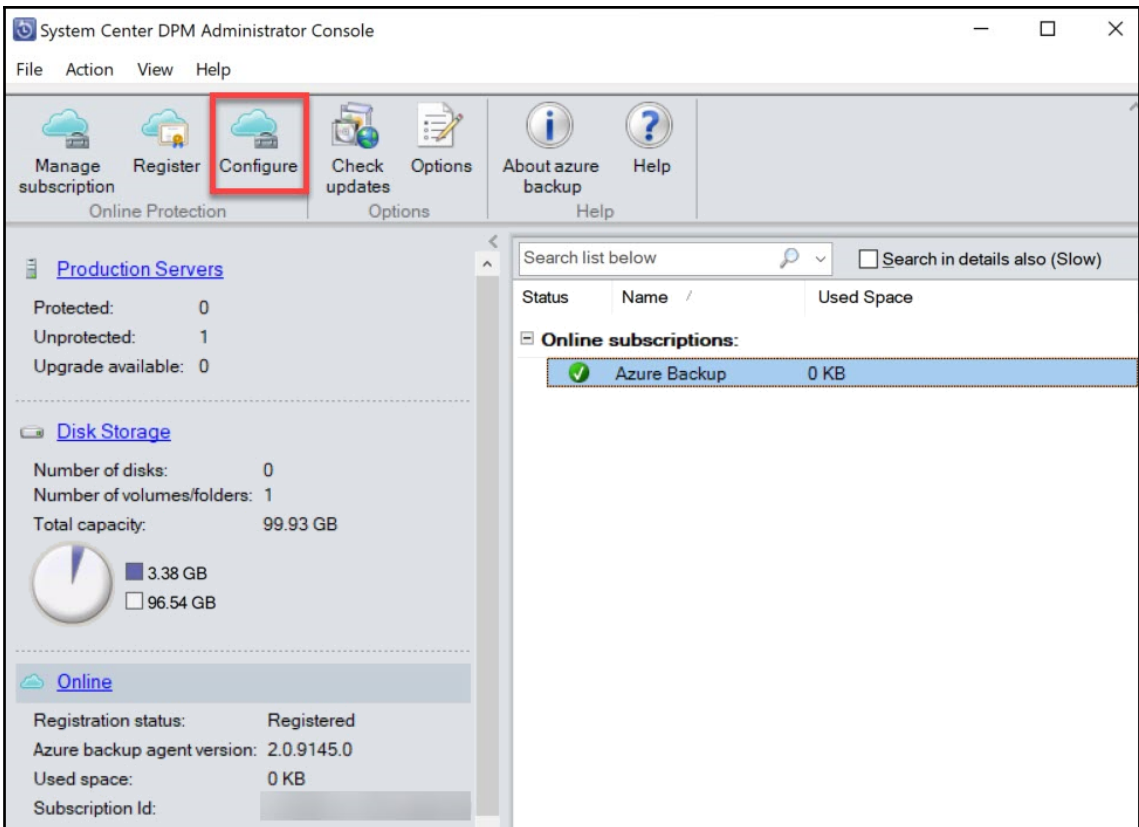 System Center DPM Administrator Console
File Action View Help
Manage subscription
Register
Configure
Check updates
Options
About azure backup
Help
Online Protection
Options
Help
Production Servers
Protected: 0
Unprotected: 1
Upgrade available: 0
Disk Storage
Number of disks: 0
Number of volumes/folders: 1
Total capacity: 99.93 GB
3.38 GB
96.54 GB
Online
Registration status: Registered
Azure backup agent version: 2.0.9145.0
Used space: 0 KB
Subscription Id:
Search list below
Search in details also (Slow)
Status Name / Used Space
Online subscriptions:
Azure Backup 0 KB